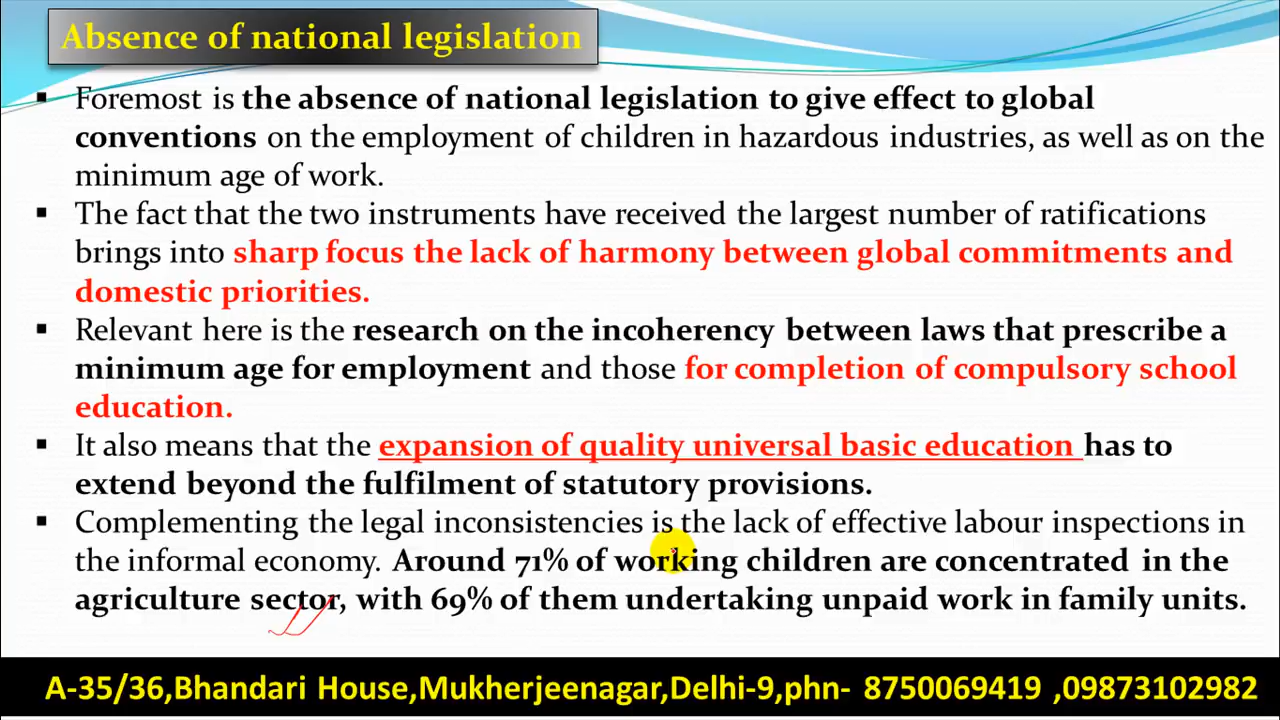 Absence of national legislation
▪ Foremost is the absence of national legislation to give effect to global
conventions on the employment of children in hazardous industries, as well as on the
minimum age of work.
▪ The fact that the two instruments have received the largest number of ratifications
brings into sharp focus the lack of harmony between global commitments and
domestic priorities.
▪ Relevant here is the research on the incoherency between laws that prescribe a
minimum age for employment and those for completion of compulsory school
education.
▪ It also means that the expansion of quality universal basic education has to
extend beyond the fulfilment of statutory provisions.
▪ Complementing the legal inconsistencies is the lack of effective labour inspections in
the informal economy. Around 71% of working children are concentrated in the
agriculture sector, with 69% of them undertaking unpaid work in family units.
A-35/36,Bhandari House,Mukherjeenagar,Delhi-9,phn- 8750069419 ,09873102982